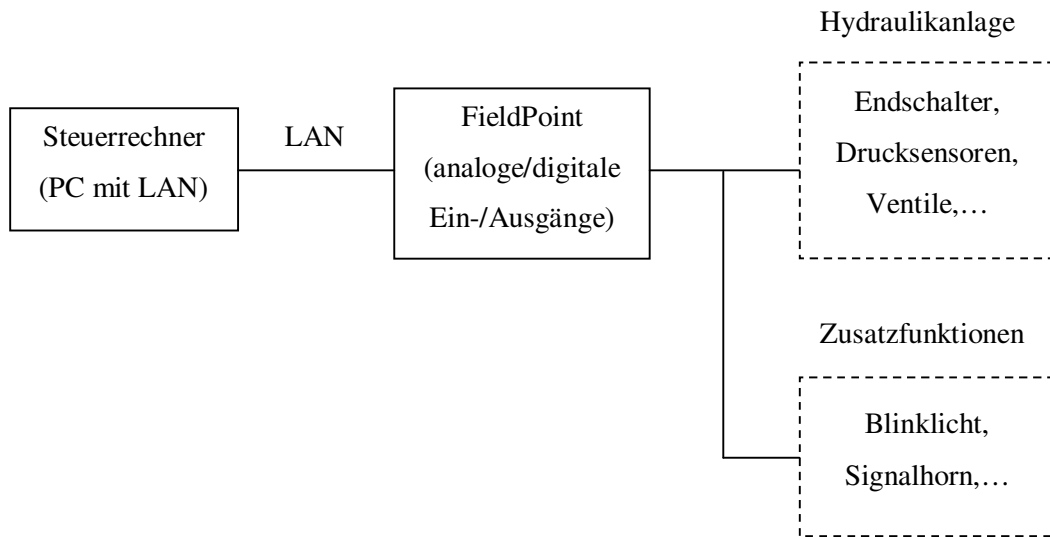 Hydraulikanlage
Steuerrechner
(PC mit LAN)
LAN
FieldPoint
(analoge/digitale
Ein-/Ausgänge)
Endschalter,
Drucksensoren,
Ventile,…
Zusatzfunktionen
Blinklicht,
Signalhorn,…